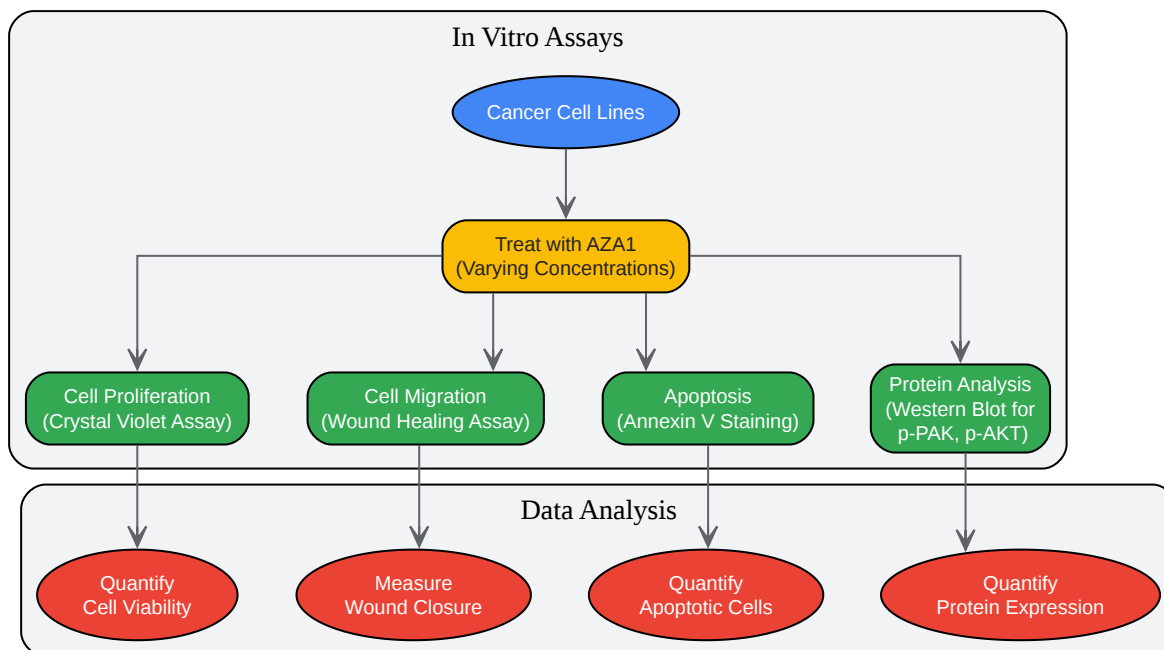 In Vitro Assays
Cancer Cell Lines
Treat with AZA1
(Varying Concentrations)
Cell Proliferation
(Crystal Violet Assay)
Cell Migration
(Wound Healing Assay)
Apoptosis
(Annexin V Staining)
Protein Analysis
(Western Blot for
p-PAK, p-AKT)
Data Analysis
Quantify
Cell Viability
Measure
Wound Closure
Quantify
Apoptotic Cells
Quantify
Protein Expression